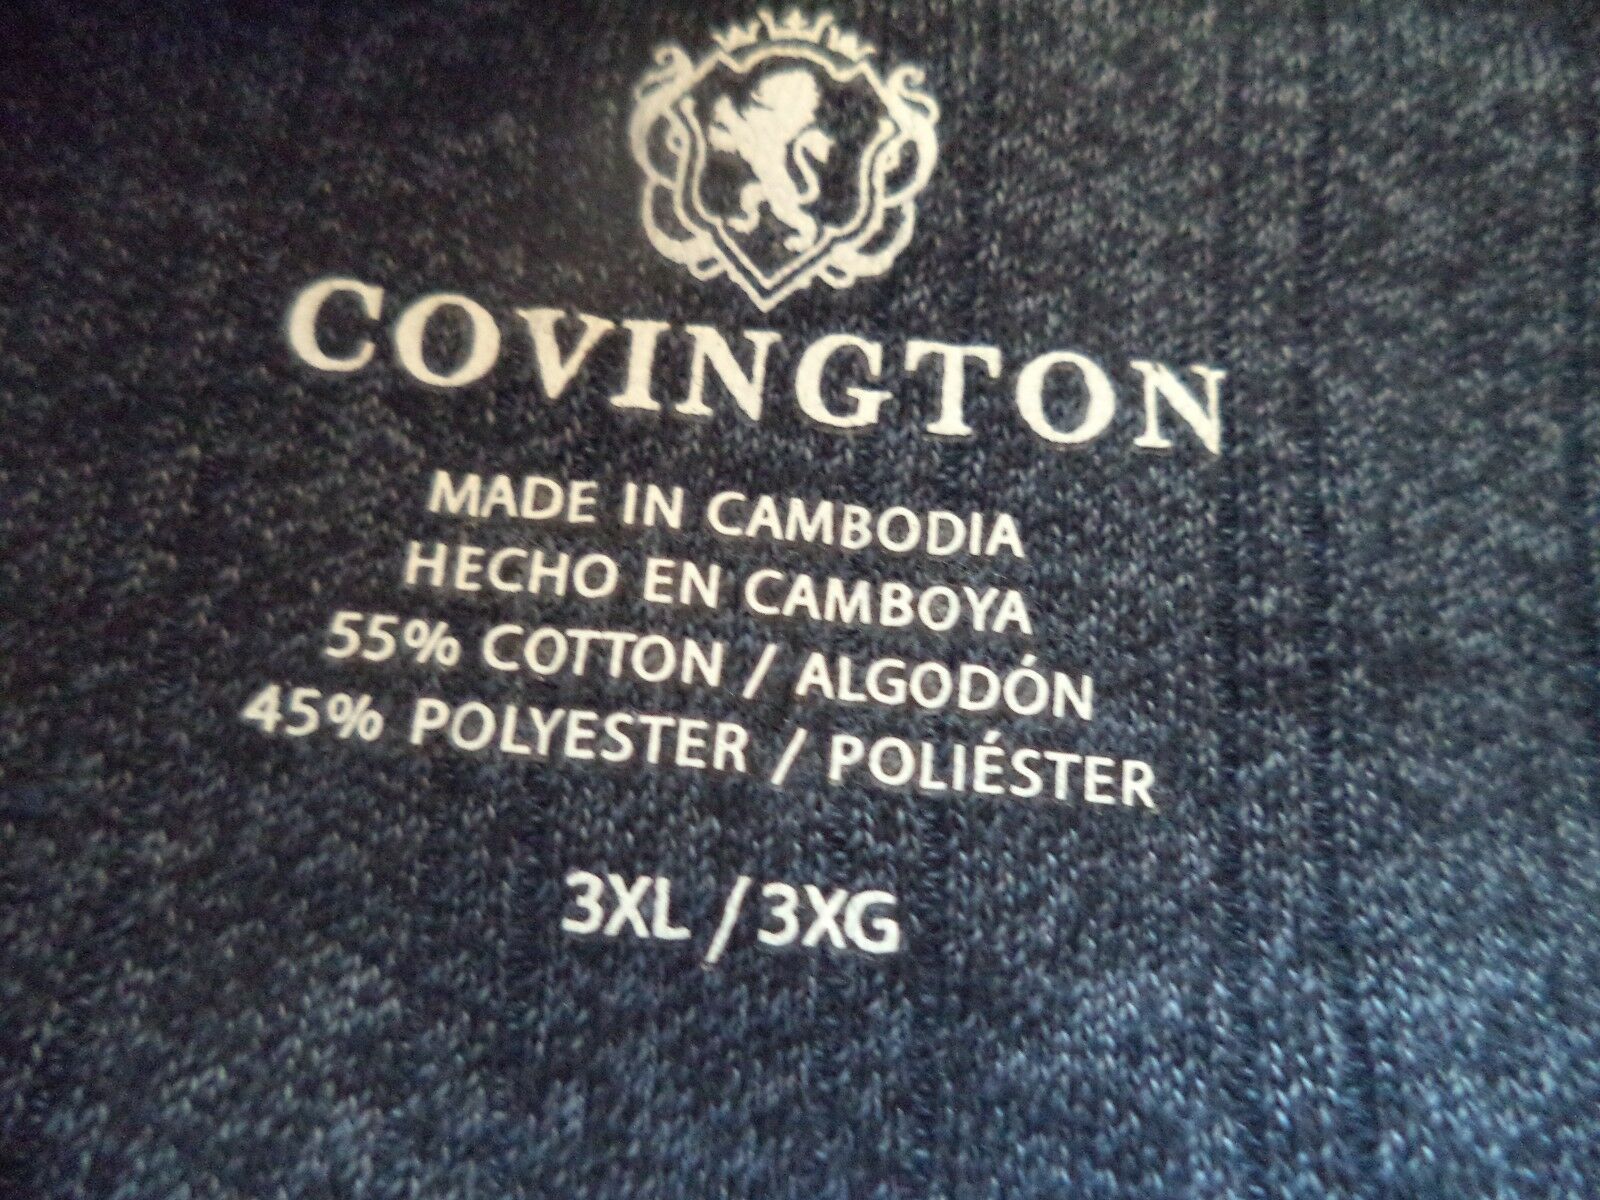 COVINGTON
MADE IN CAMBODIA
HECHO EN CAMBOYA
55% COTTON / ALGODÓN
45% POLYESTER / POLIÉSTER
3XL / 3XG